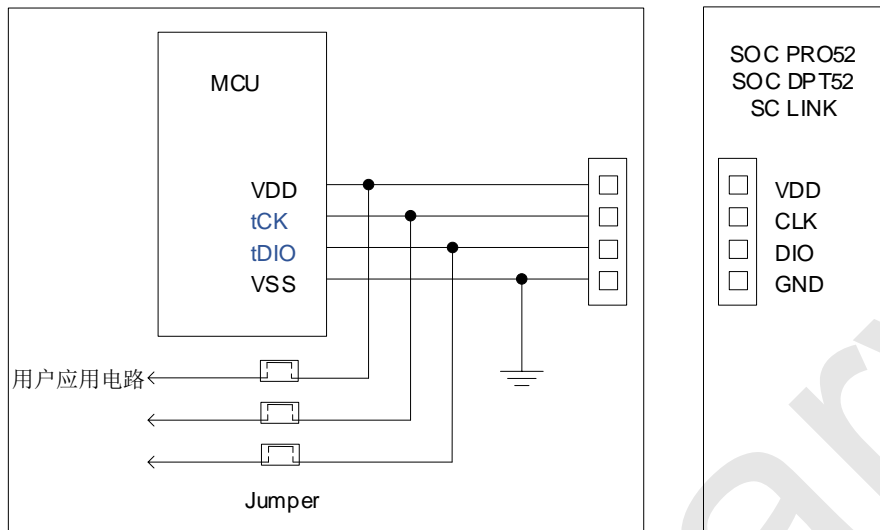 MCU
VDD
tCK
tDIO
VSS
用户应用电路
Jumper
SOC PRO52
SOC DPT52
SC LINK
VDD
CLK
DIO
GND